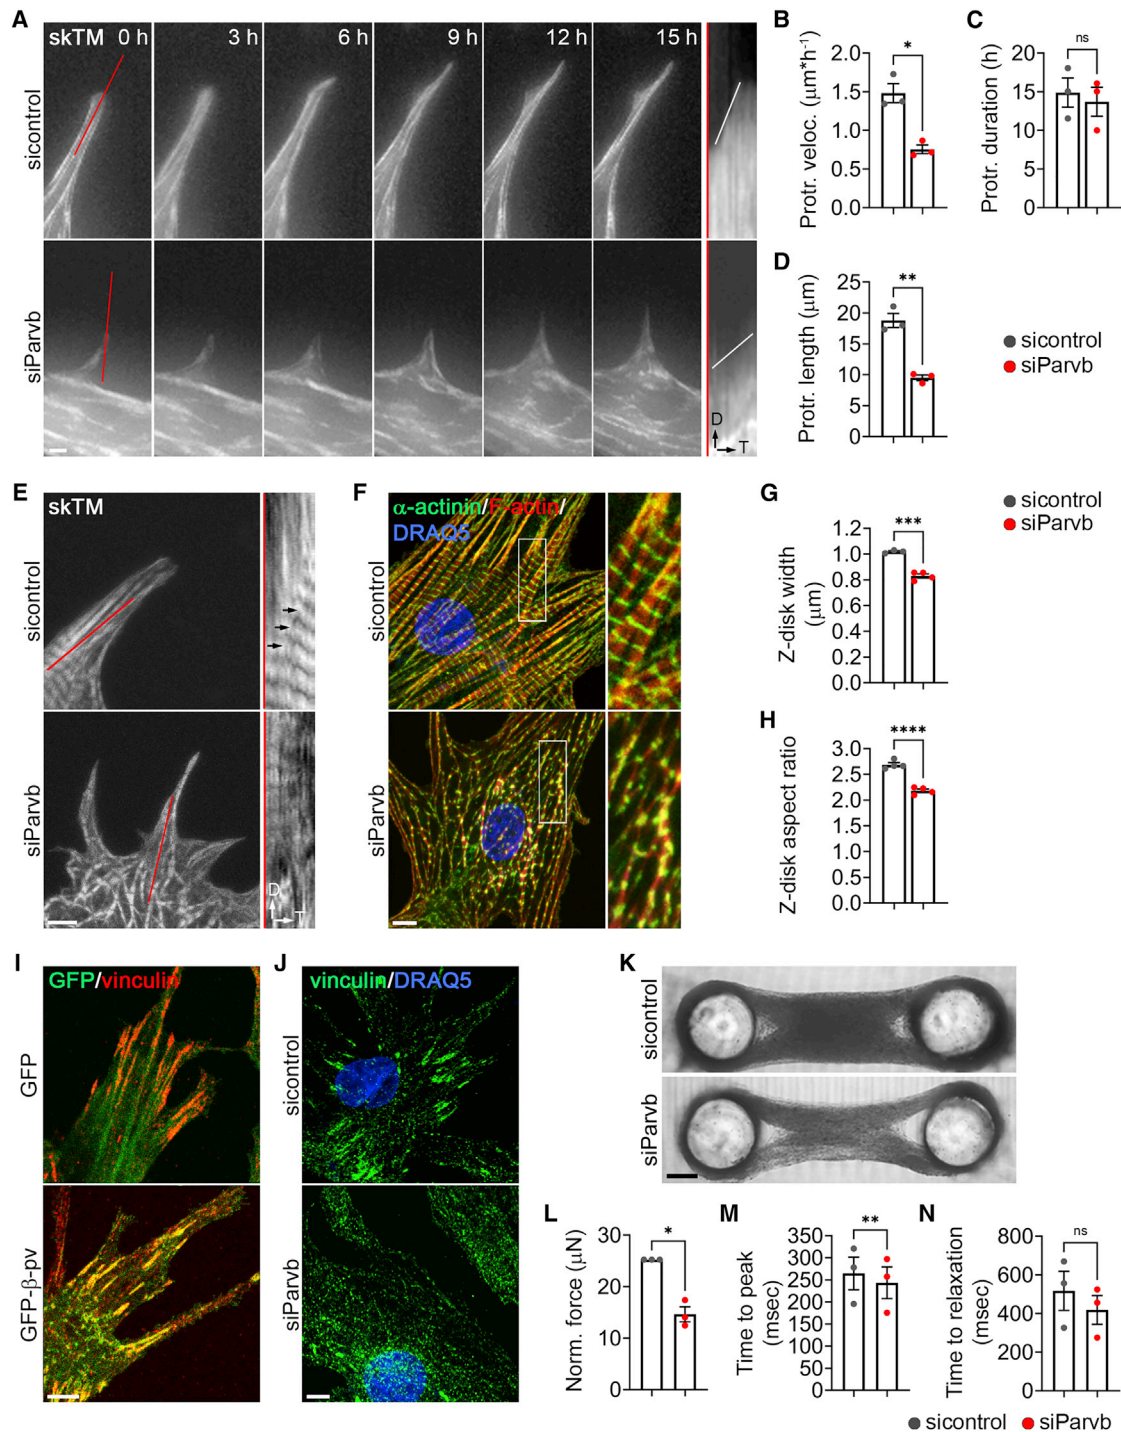 A
skTM 0 h 3 h 6 h 9 h 12 h 15 h
sicontrol
siParvb
D
T
B
Protr. veloc. (μm*h⁻¹)
2.0
1.5
1.0
0.5
0.0
*
C
Protr. duration (h)
20
15
10
5
0
ns
D
Protr. length (μm)
25
20
15
10
5
0
**
sicontrol
siParvb
E
skTM
sicontrol
siParvb
D
T
F
α-actinin/F-actin/
DRAQ5
sicontrol
siParvb
G
Z-disk width
(μm)
1.2
1.0
0.8
0.6
0.4
0.2
0.0
***
sicontrol
siParvb
H
Z-disk aspect ratio
3.0
2.5
2.0
1.5
1.0
0.5
0.0
****
I
GFP/vinculin
GFP
GFP-β-pv
J
vinculin/DRAQ5
sicontrol
siParvb
K
sicontrol
siParvb
L
Norm. force (μN)
30
20
10
0
*
M
Time to peak
(msec)
350
300
250
200
150
100
50
0
**
N
Time to relaxation
(msec)
800
600
400
200
0
ns
sicontrol siParvb